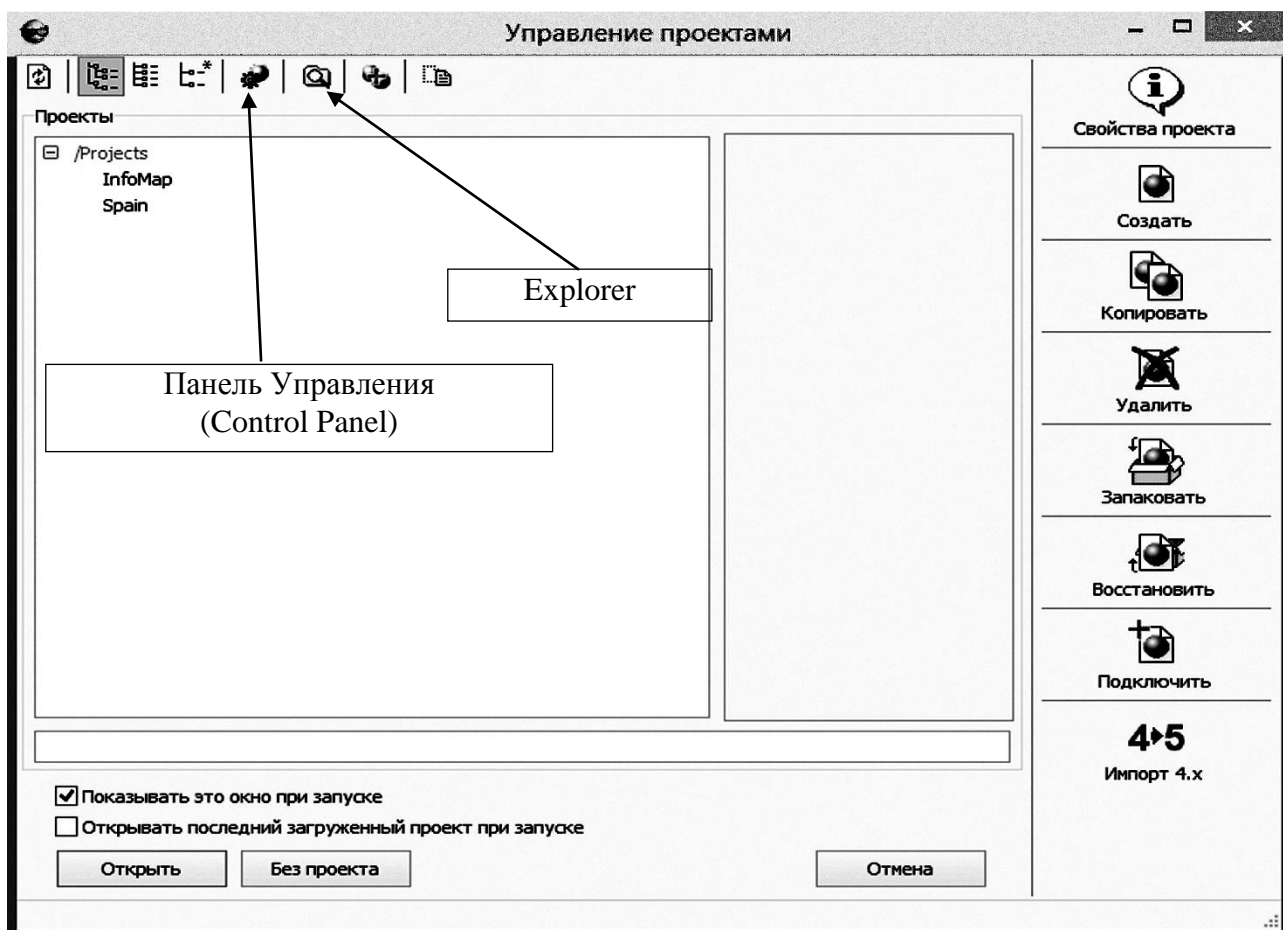 Управление проектами
Проекты
/Projects
InfoMap
Spain
Explorer
Панель Управления
(Control Panel)
Показывать это окно при запуске
Открывать последний загруженный проект при запуске
Открыть
Без проекта
Отмена
Свойства проекта
Создать
Копировать
Удалить
Запаковать
Восстановить
Подключить
4▸5
Импорт 4.x